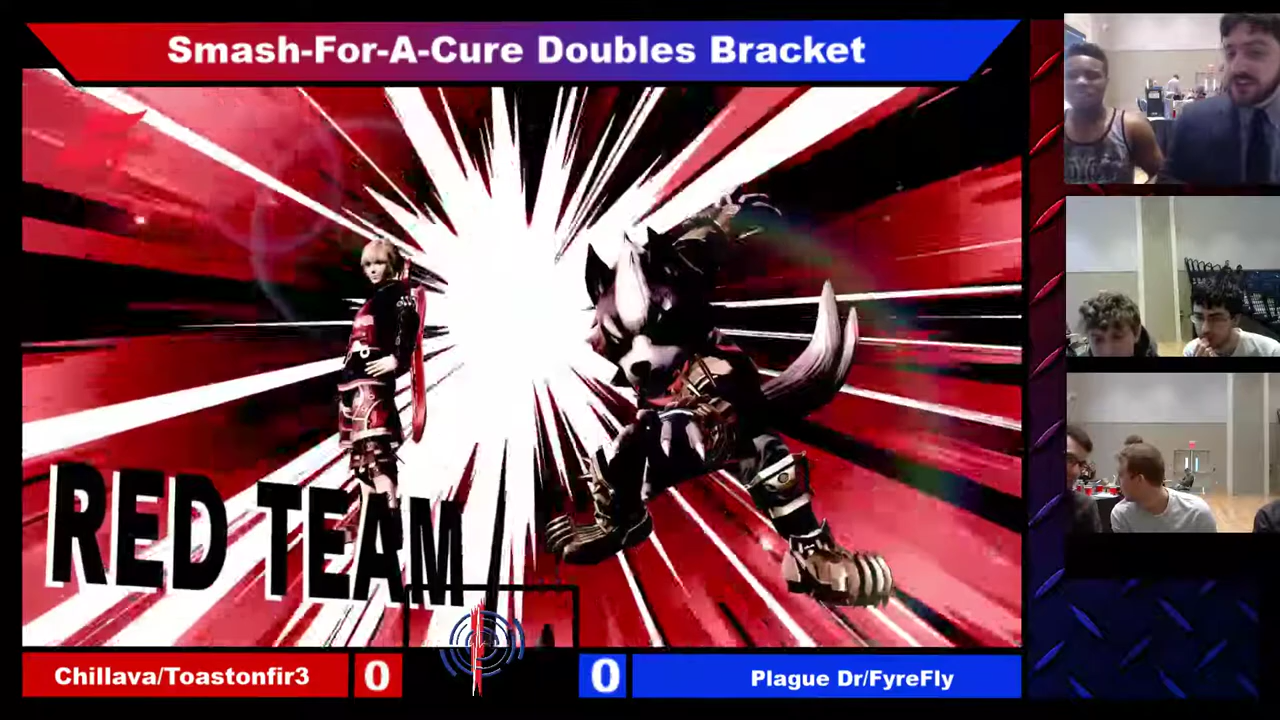 Smash-For-A-Cure Doubles Bracket
RED TEAM
Chillava/Toastonfir3
0
0
Plague Dr/FyreFly